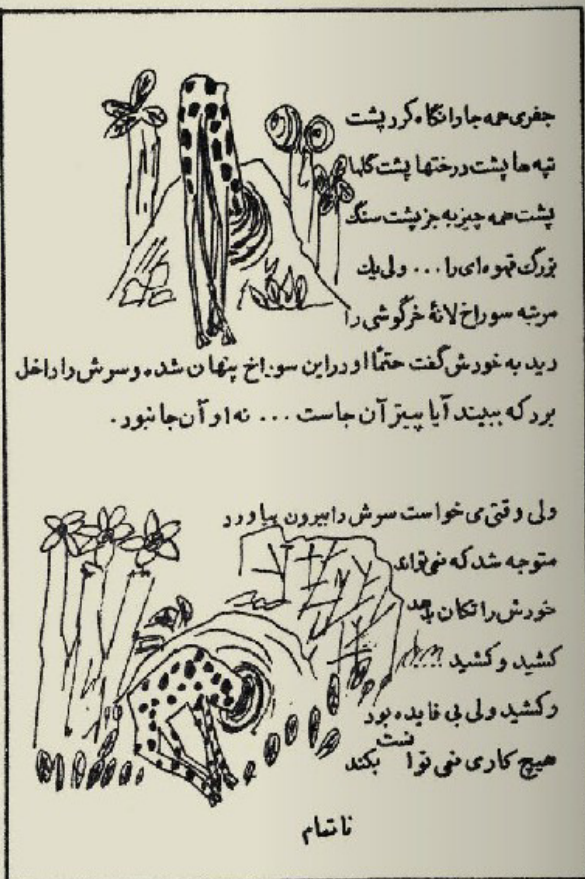 جفری همه جا را نگاه کرد پشت
تپه ها پشت درختها پشت گلها
پشت همه چیز به جز پشت سنگ
بزرگ قهوه ای را ... ولی یك
مرتبه سوراخ لانۀ خرگوشی را
دید به خودش گفت حتمًا او در این سوراخ پنهان شده و سرش را داخل
برد که ببیند آیا پیتر آن جاست ... نه او آن جا نبود.
ولی وقتی می خواست سرش را بیرون بیاورد
متوجه شد که نمی تواند
خودش را تکان بدهد
کشید و کشید ....
و کشید ولی بی فایده بود
هیچ کاری نمی توانست بکند
ناتمام